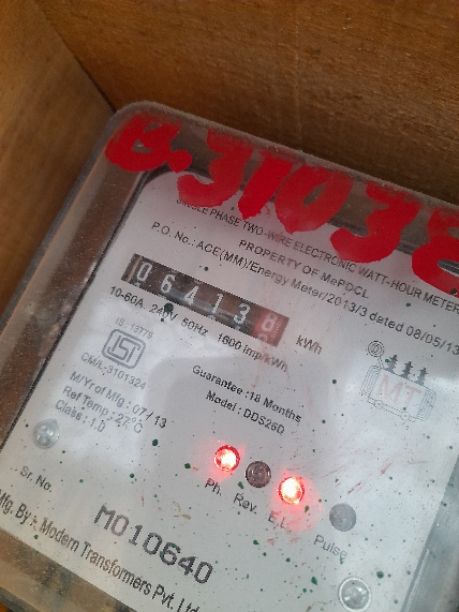 U.31038
SINGLE PHASE TWO-WIRE ELECTRONIC WATT-HOUR METER
PROPERTY OF MePDCL
P.O. No.: ACE(MM)/Energy Meter/2013/3 dated 08/05/13
06413 kWh
10-60A. 240V 50Hz 1600 imp/kWh
IS:13779
CM/L-3101324
M/Yr of Mfg : 07 / 13
Ref Temp : 27°C
Class : 1.0
Guarantee :18 Months
Model : DDS26D
MT
Ph. Rev. E.L. Pulse
Sr. No.
M010640
Mfg. By :- Modern Transformers Pvt. Ltd